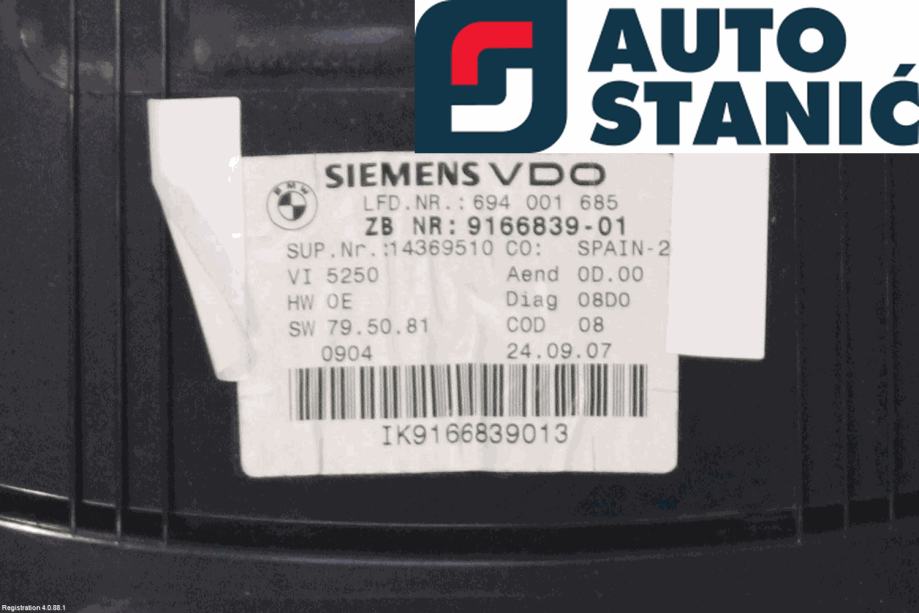 AUTO
STANIĆ
SIEMENS VDO
BMW
LFD.NR.: 694 001 685
ZB NR: 9166839-01
SUP.Nr.:14369510 CO: SPAIN-2
VI 5250 Aend 0D.00
HW 0E Diag 08D0
SW 79.50.81 COD 08
0904 24.09.07
IK9166839013
Registration 4.0.88.1